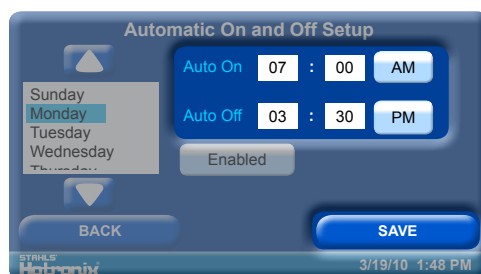 Automatic On and Off Setup
Auto On 07 : 00 AM
Sunday
Monday
Auto Off 03 : 30 PM
Tuesday
Wednesday
Thursday
Enabled
BACK
SAVE
STAHLS'
Hotronix
3/19/10 1:48 PM